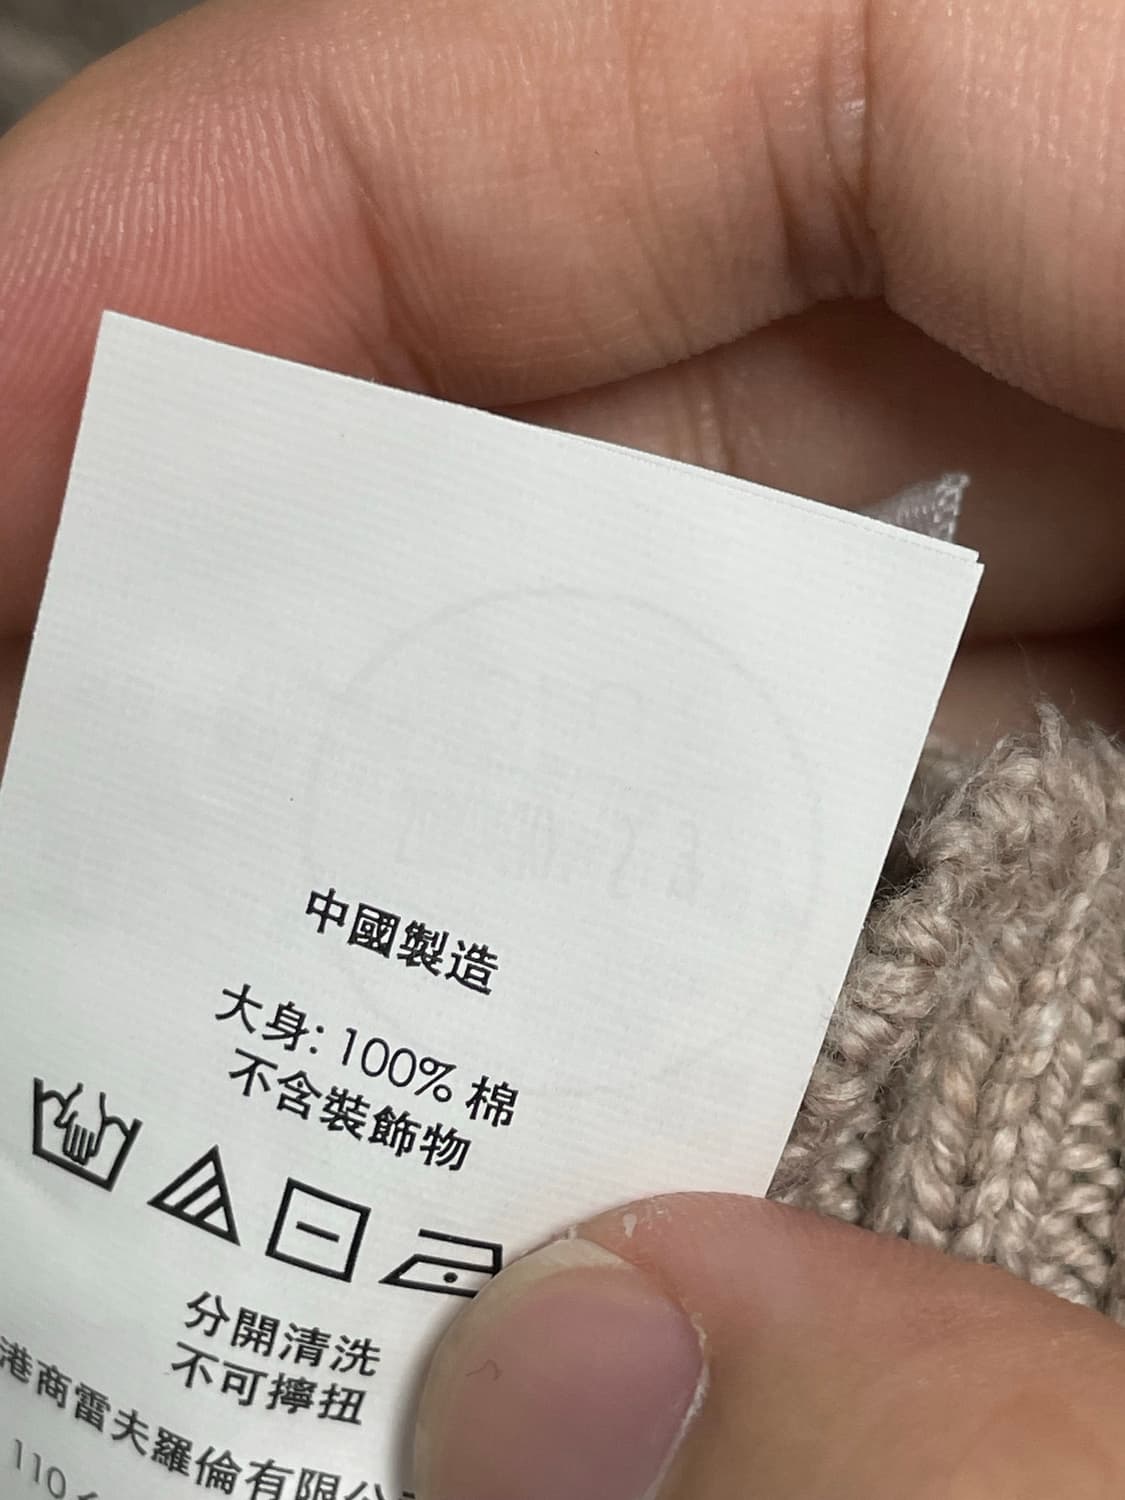 中國製造
大身: 100% 棉
不含裝飾物
分開清洗
不可擰扭
港商雷夫羅倫有限公
110